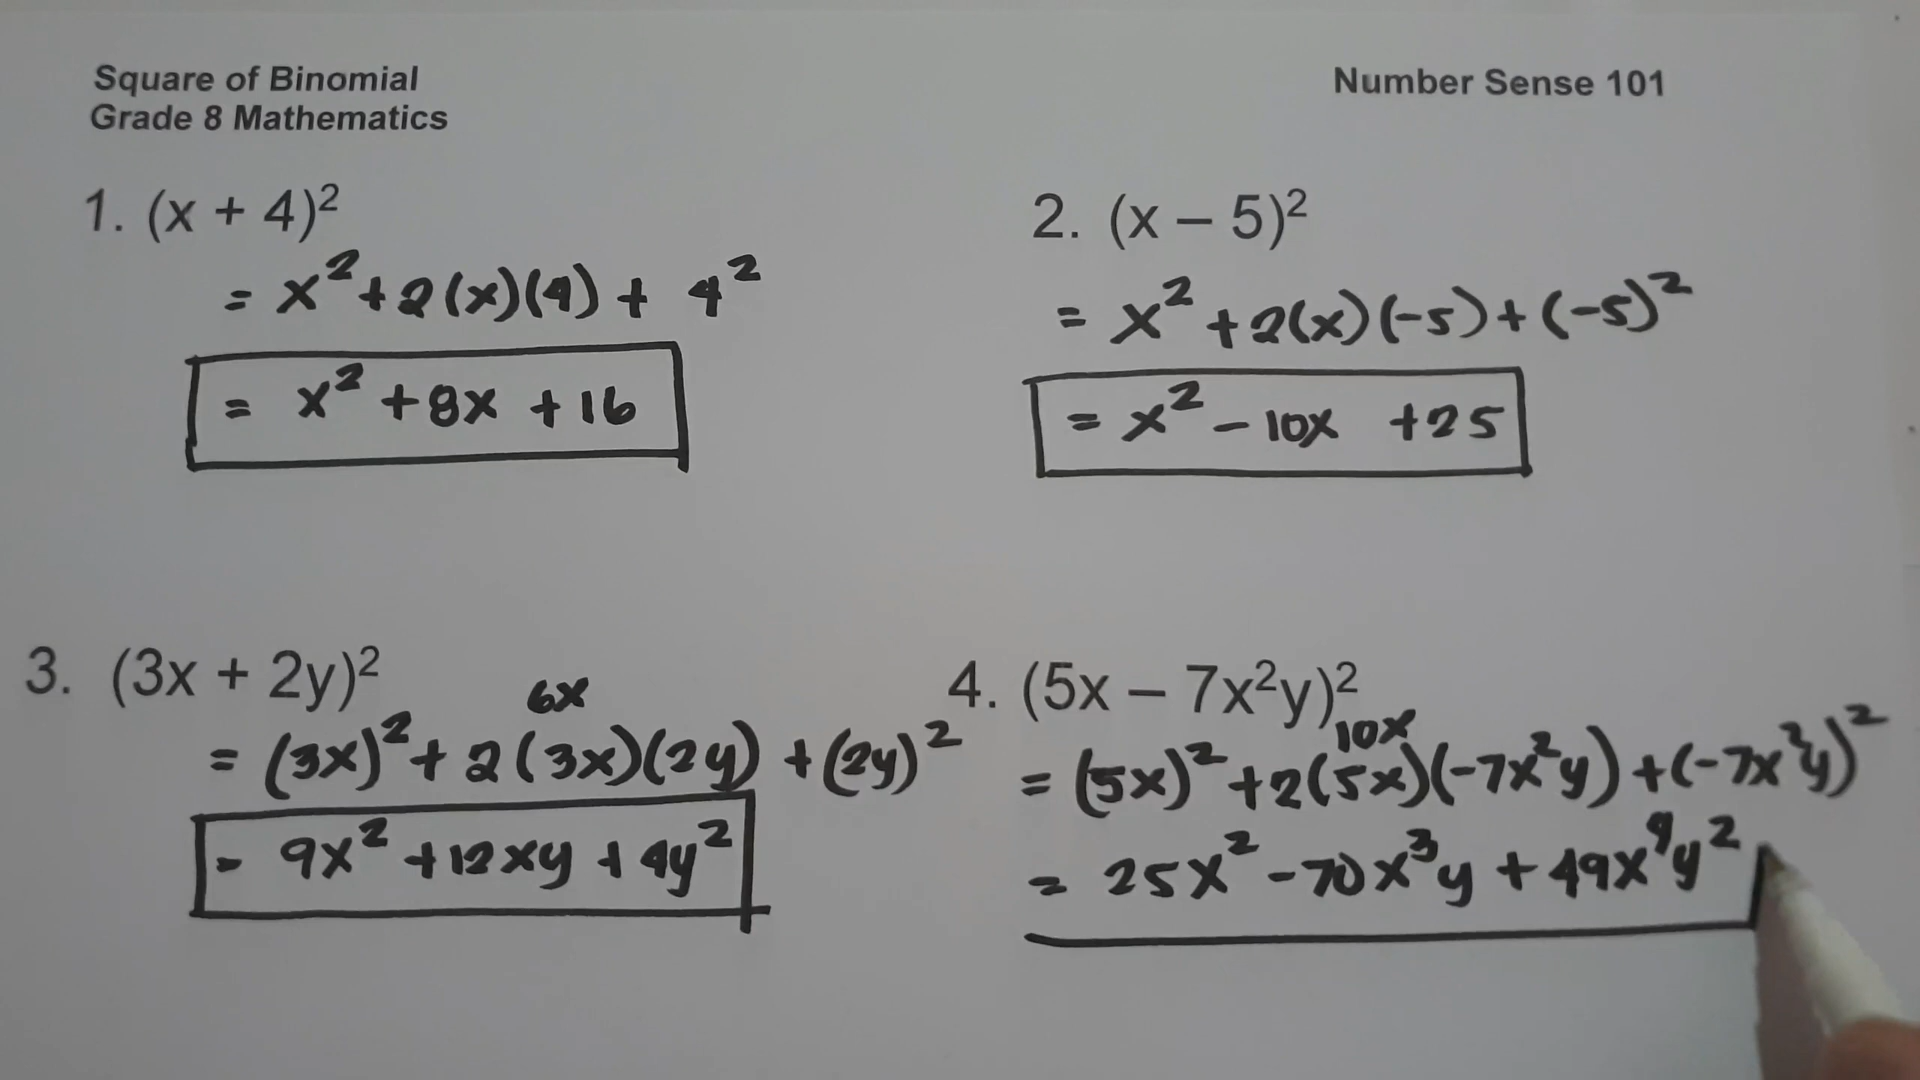 Square of Binomial
Grade 8 Mathematics
Number Sense 101
1. (x + 4)²
= x² + 2(x)(4) + 4²
= x² + 8x + 16
2. (x – 5)²
= x² + 2(x)(-5) + (-5)²
= x² - 10x + 25
3. (3x + 2y)²
6x
= (3x)² + 2(3x)(2y) + (2y)²
= 9x² + 12xy + 4y²
4. (5x – 7x²y)²
10x
= (5x)² + 2(5x)(-7x²y) + (-7x²y)²
= 25x² - 70x³y + 49x⁴y²